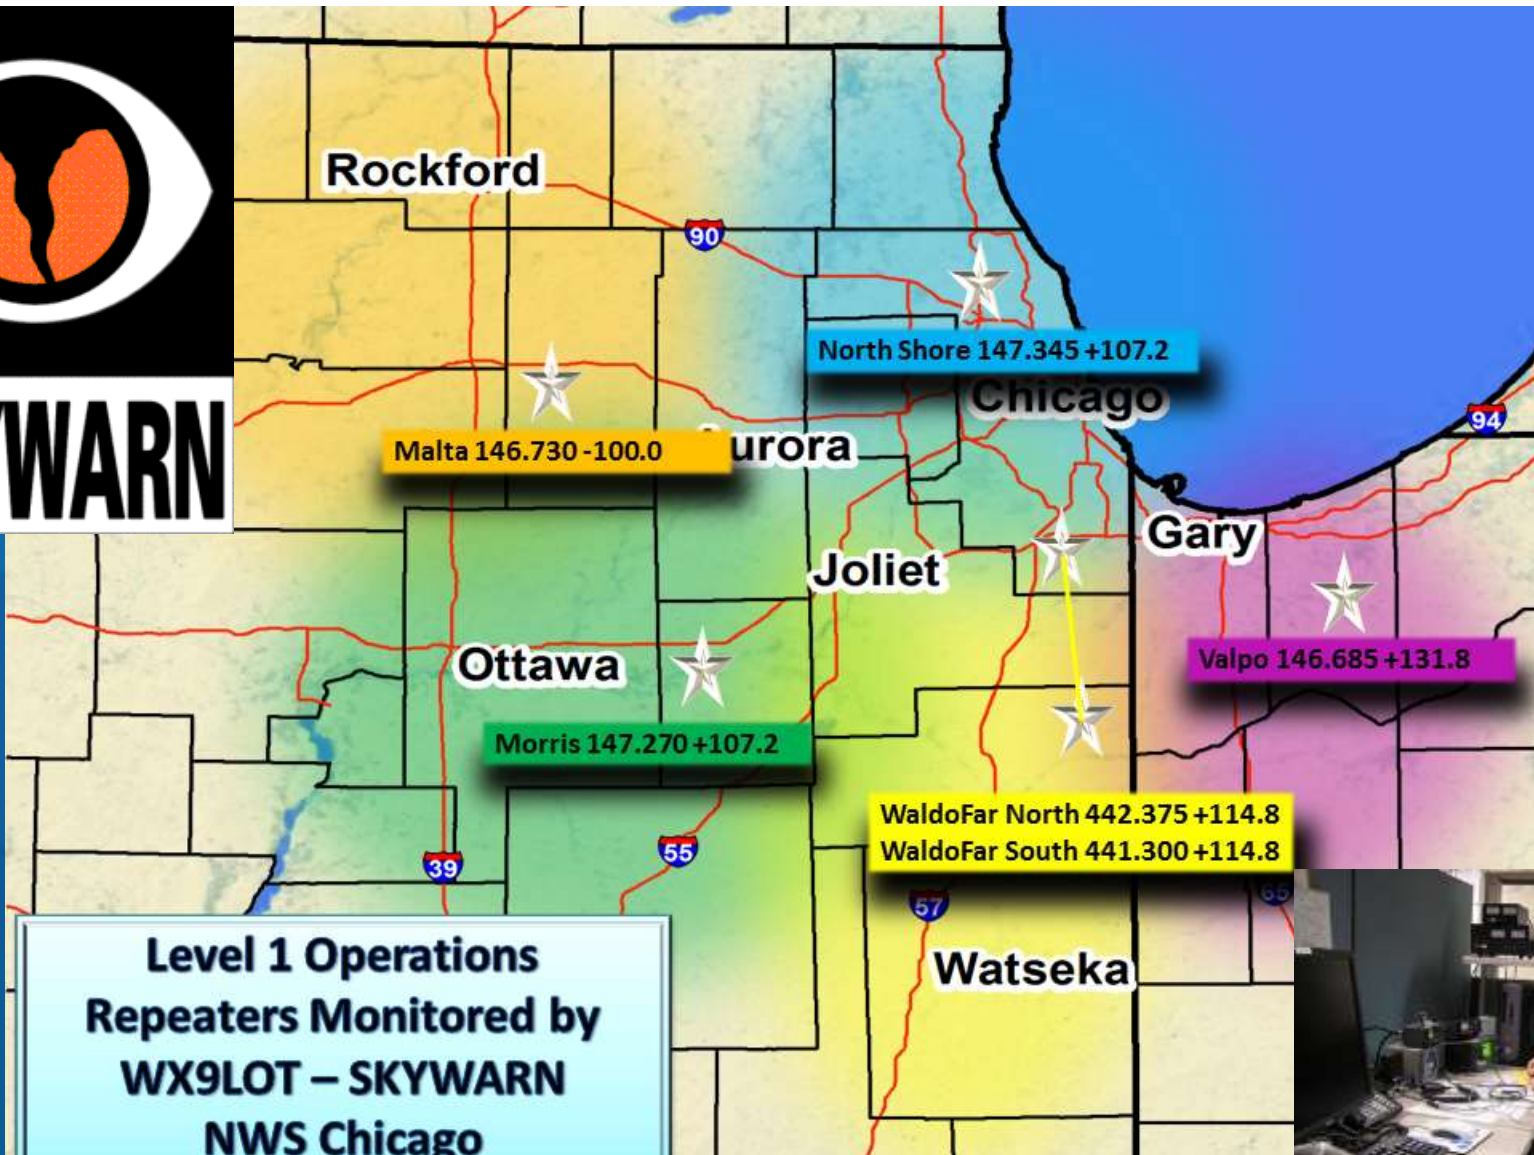 YWARN
Rockford
90
North Shore 147.345 +107.2
Chicago
94
Malta 146.730 -100.0
urora
Gary
Joliet
Ottawa
Valpo 146.685 +131.8
Morris 147.270 +107.2
WaldoFar North 442.375 +114.8
WaldoFar South 441.300 +114.8
55
39
57
65
Watseka
Level 1 Operations
Repeaters Monitored by
WX9LOT – SKYWARN
NWS Chicago